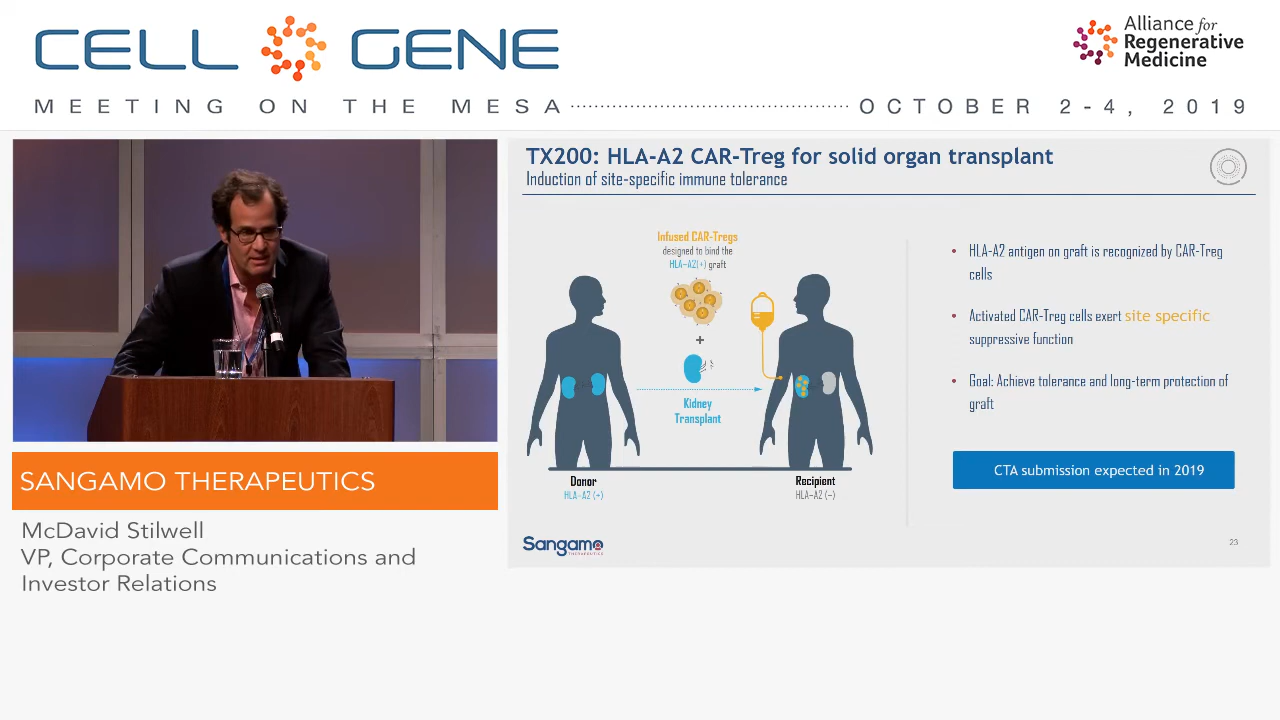 CELL GENE
MEETING ON THE MESA
OCTOBER 2-4, 2019
Alliance for
Regenerative
Medicine
TX200: HLA-A2 CAR-Treg for solid organ transplant
Induction of site-specific immune tolerance
Infused CAR-Tregs
designed to bind the
HLA-A2(+) graft
+
Kidney
Transplant
Donor
HLA-A2 (+)
Recipient
HLA-A2 (−)
• HLA-A2 antigen on graft is recognized by CAR-Treg
cells
• Activated CAR-Treg cells exert site specific
suppressive function
• Goal: Achieve tolerance and long-term protection of
graft
CTA submission expected in 2019
Sangamo
THERAPEUTICS
23
SANGAMO THERAPEUTICS
McDavid Stilwell
VP, Corporate Communications and
Investor Relations